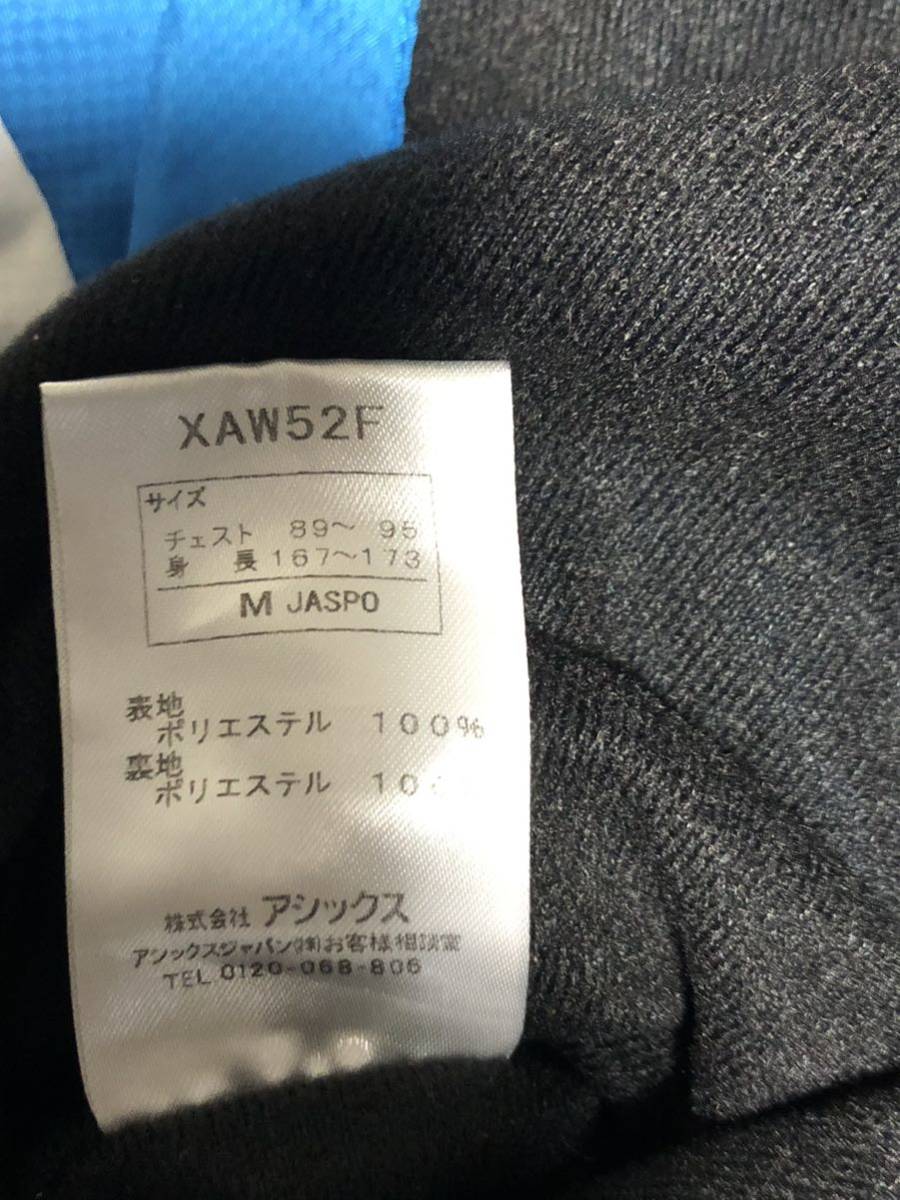 XAW52F
サイズ
チェスト 89～ 95
身 長 167～173
M JASPO
表地
ポリエステル 100%
裏地
ポリエステル
株式会社 アシックス
アシックスジャパン㈱お客様相談室
TEL.0120-068-806